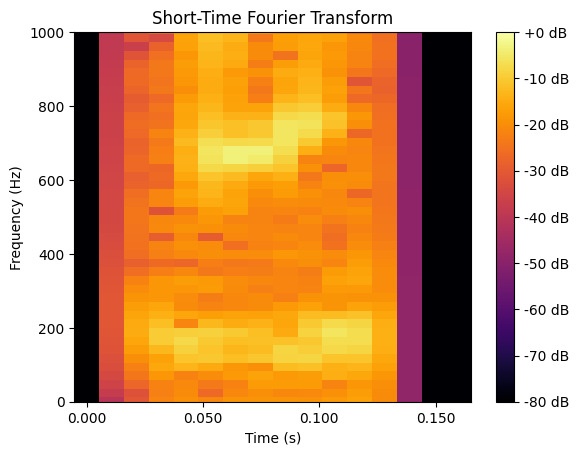 Short-Time Fourier Transform
1000
800
600
400
200
0
Frequency (Hz)
0.000
0.050
0.100
0.150
Time (s)
+0 dB
-10 dB
-20 dB
-30 dB
-40 dB
-50 dB
-60 dB
-70 dB
-80 dB